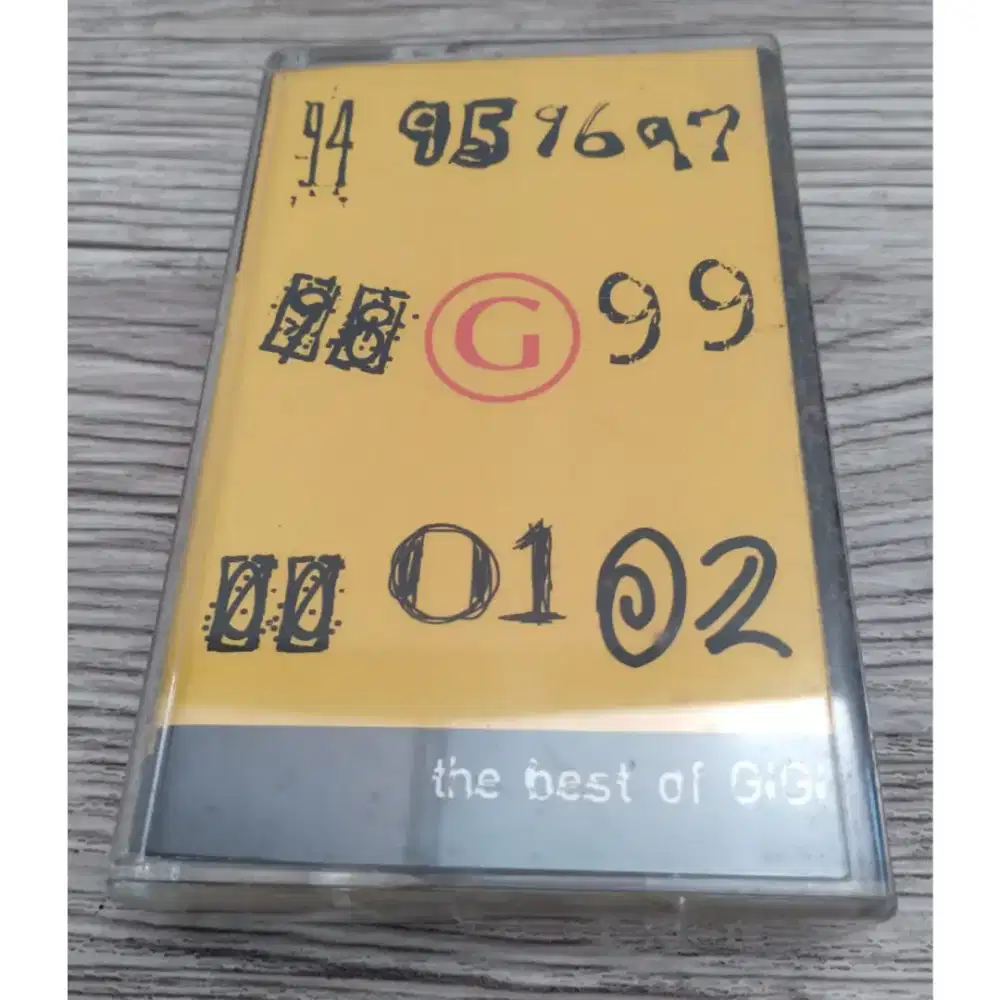 94 95 96 97
98 G 99
00 01 02
the best of GiGi